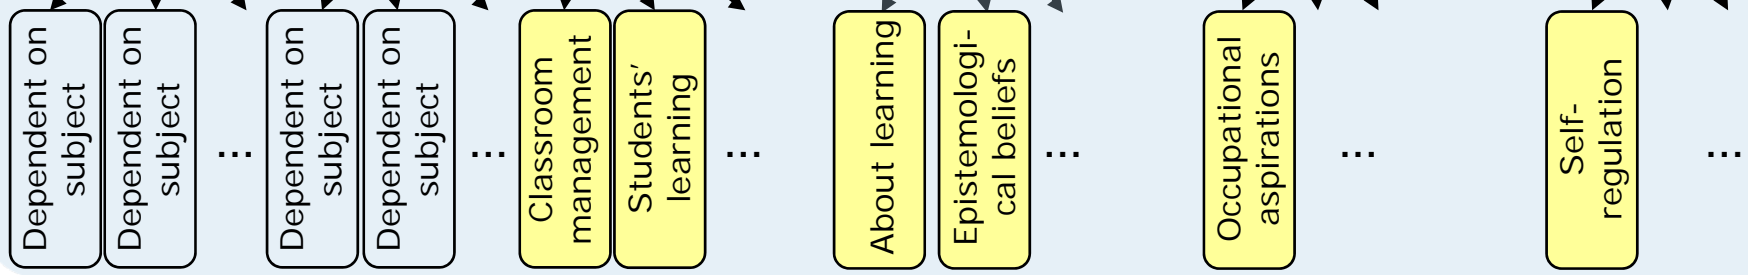 Dependent on
subject
Dependent on
subject
...
Dependent on
subject
Dependent on
subject
...
Classroom
management
Students’
learning
...
About learning
Epistemologi-
cal beliefs
...
Occupational
aspirations
...
Self-
regulation
...